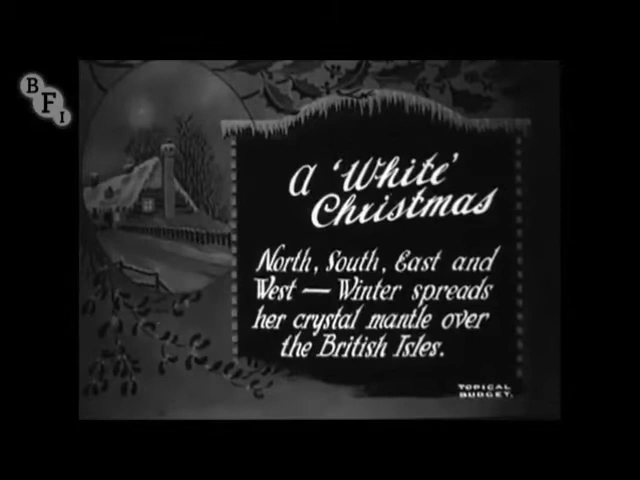 BFI
A 'White'
Christmas
North, South, East and
West — Winter spreads
her crystal mantle over
the British Isles.
TOPICAL
BUDGET.